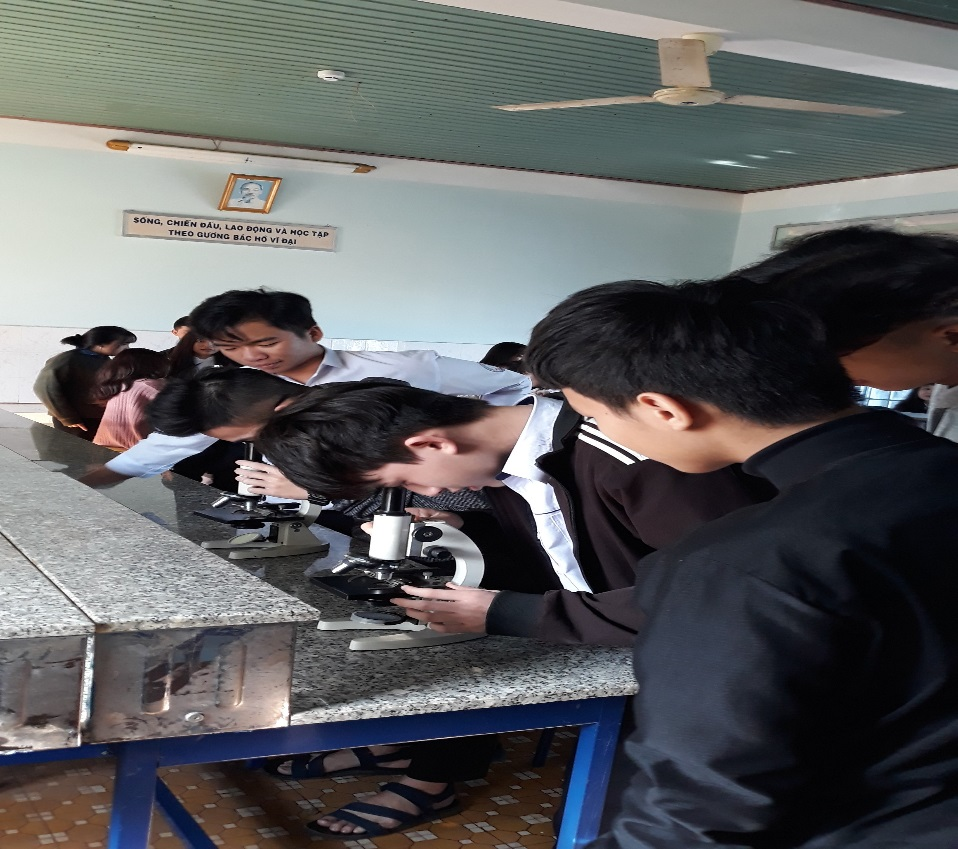 SỐNG, CHIẾN ĐẤU, LAO ĐỘNG VÀ HỌC TẬP
THEO GƯƠNG BÁC HỒ VĨ ĐẠI